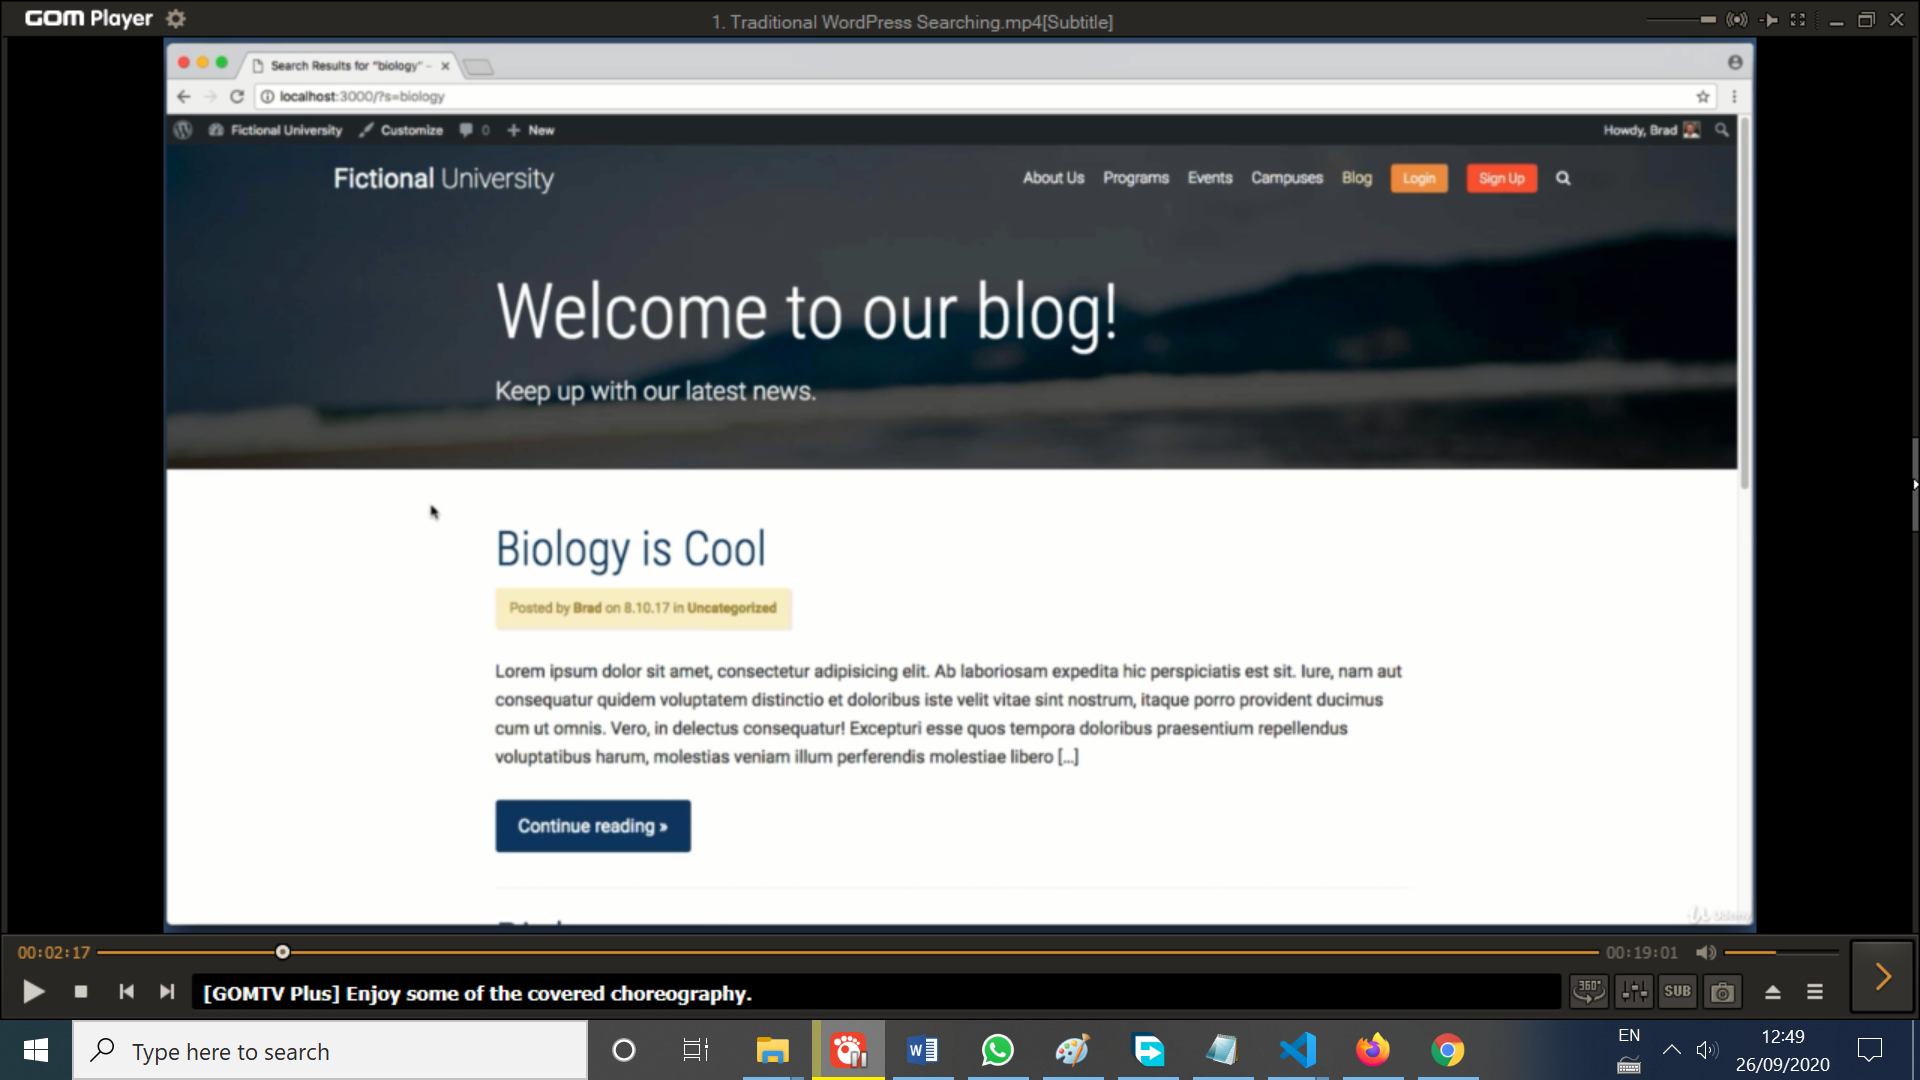 GOM Player
1. Traditional WordPress Searching.mp4[Subtitle]
Search Results for "biology" –
localhost:3000/?s=biology
Fictional University Customize 0 New
Howdy, Brad
Fictional University
About Us Programs Events Campuses Blog Login Sign Up
Welcome to our blog!
Keep up with our latest news.
Biology is Cool
Posted by Brad on 8.10.17 in Uncategorized
Lorem ipsum dolor sit amet, consectetur adipisicing elit. Ab laboriosam expedita hic perspiciatis est sit. Iure, nam aut
consequatur quidem voluptatem distinctio et doloribus iste velit vitae sint nostrum, itaque porro provident ducimus
cum ut omnis. Vero, in delectus consequatur! Excepturi esse quos tempora doloribus praesentium repellendus
voluptatibus harum, molestias veniam illum perferendis molestiae libero [...]
Continue reading »
Udemy
00:02:17
00:19:01
[GOMTV Plus] Enjoy some of the covered choreography.
360°
SUB
Type here to search
EN
12:49
26/09/2020